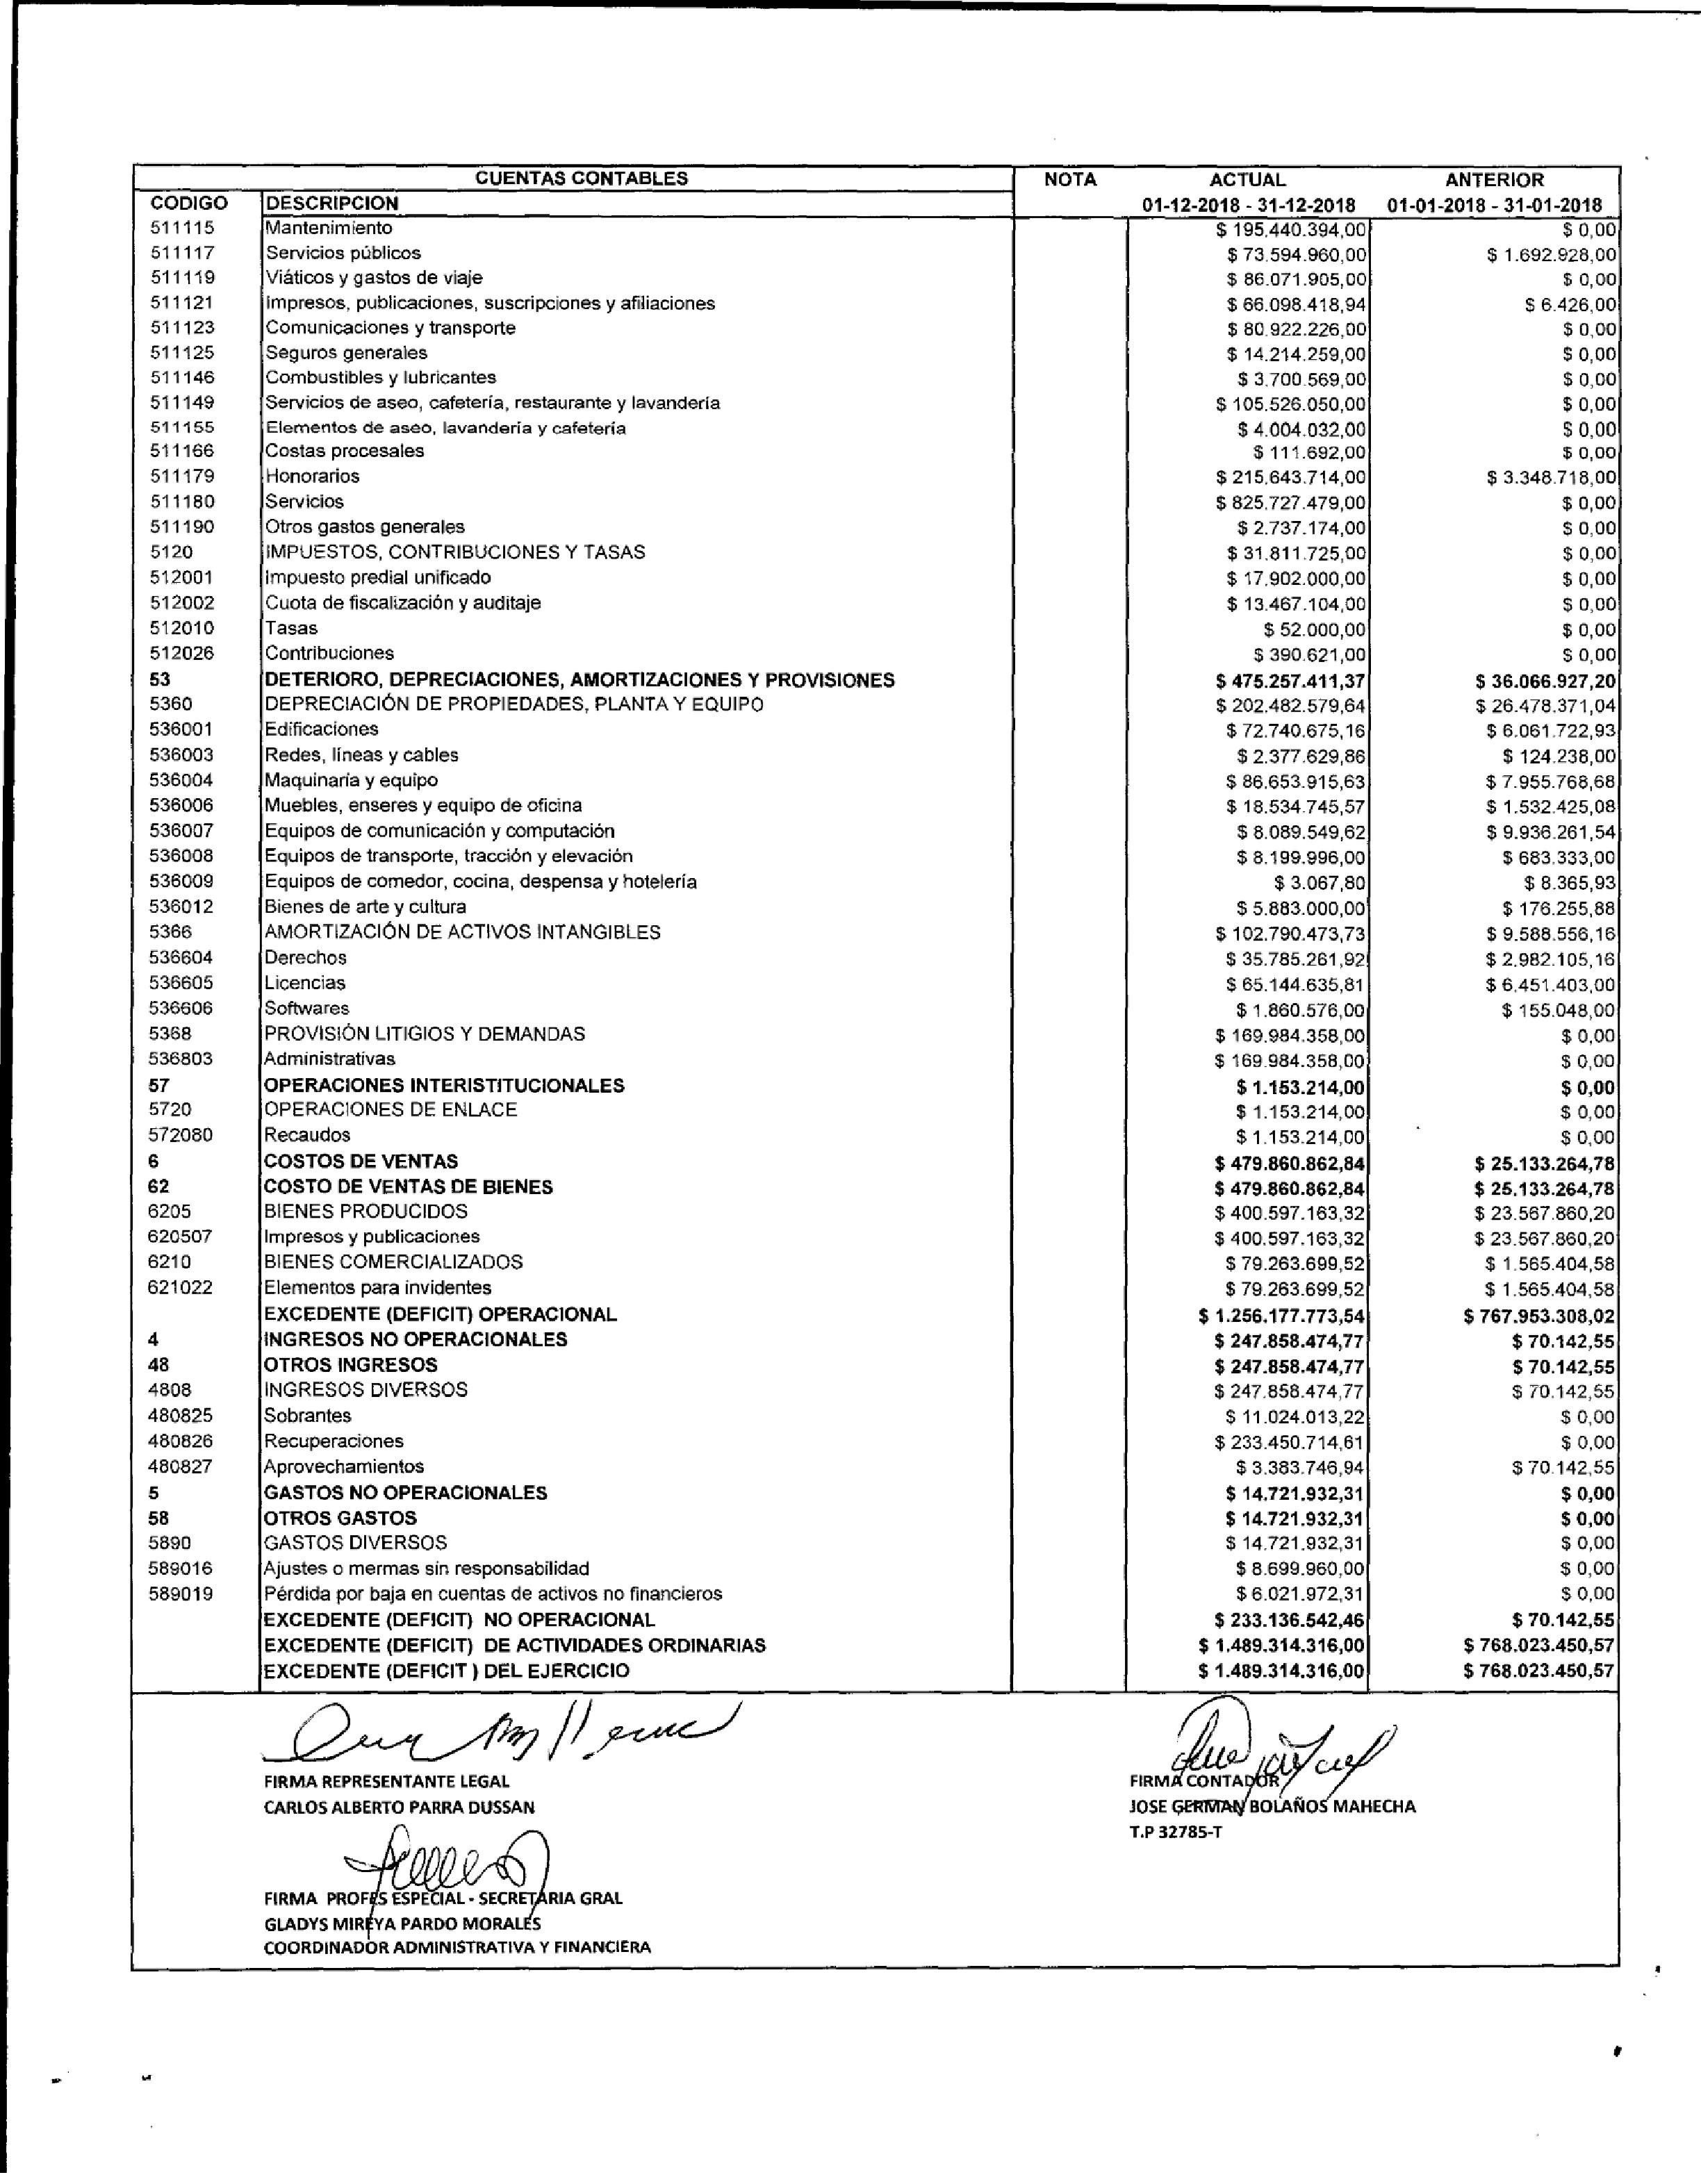 CUENTAS CONTABLES NOTA ACTUAL ANTERIOR
CODIGO DESCRIPCION 01-12-2018 - 31-12-2018 01-01-2018 - 31-01-2018
511115 Mantenimiento $ 195.440.394,00 $ 0,00
511117 Servicios públicos $ 73.594.960,00 $ 1.692.928,00
511119 Viáticos y gastos de viaje $ 86.071.905,00 $ 0,00
511121 Impresos, publicaciones, suscripciones y afiliaciones $ 66.098.418,94 $ 6.426,00
511123 Comunicaciones y transporte $ 80.922.226,00 $ 0,00
511125 Seguros generales $ 14.214.259,00 $ 0,00
511146 Combustibles y lubricantes $ 3.700.569,00 $ 0,00
511149 Servicios de aseo, cafetería, restaurante y lavandería $ 105.526.050,00 $ 0,00
511155 Elementos de aseo, lavandería y cafetería $ 4.004.032,00 $ 0,00
511166 Costas procesales $ 111.692,00 $ 0,00
511179 Honorarios $ 215.643.714,00 $ 3.348.718,00
511180 Servicios $ 825.727.479,00 $ 0,00
511190 Otros gastos generales $ 2.737.174,00 $ 0,00
5120 IMPUESTOS, CONTRIBUCIONES Y TASAS $ 31.811.725,00 $ 0,00
512001 Impuesto predial unificado $ 17.902.000,00 $ 0,00
512002 Cuota de fiscalización y auditaje $ 13.467.104,00 $ 0,00
512010 Tasas $ 52.000,00 $ 0,00
512026 Contribuciones $ 390.621,00 $ 0,00
53 DETERIORO, DEPRECIACIONES, AMORTIZACIONES Y PROVISIONES $ 475.257.411,37 $ 36.066.927,20
5360 DEPRECIACIÓN DE PROPIEDADES, PLANTA Y EQUIPO $ 202.482.579,64 $ 26.478.371,04
536001 Edificaciones $ 72.740.675,16 $ 6.061.722,93
536003 Redes, líneas y cables $ 2.377.629,86 $ 124.238,00
536004 Maquinaria y equipo $ 86.653.915,63 $ 7.955.768,68
536006 Muebles, enseres y equipo de oficina $ 18.534.745,57 $ 1.532.425,08
536007 Equipos de comunicación y computación $ 8.089.549,62 $ 9.936.261,54
536008 Equipos de transporte, tracción y elevación $ 8.199.996,00 $ 683.333,00
536009 Equipos de comedor, cocina, despensa y hotelería $ 3.067,80 $ 8.365,93
536012 Bienes de arte y cultura $ 5.883.000,00 $ 176.255,88
5366 AMORTIZACIÓN DE ACTIVOS INTANGIBLES $ 102.790.473,73 $ 9.588.556,16
536604 Derechos $ 35.785.261,92 $ 2.982.105,16
536605 Licencias $ 65.144.635,81 $ 6.451.403,00
536606 Softwares $ 1.860.576,00 $ 155.048,00
5368 PROVISIÓN LITIGIOS Y DEMANDAS $ 169.984.358,00 $ 0,00
536803 Administrativas $ 169.984.358,00 $ 0,00
57 OPERACIONES INTERISTITUCIONALES $ 1.153.214,00 $ 0,00
5720 OPERACIONES DE ENLACE $ 1.153.214,00 $ 0,00
572080 Recaudos $ 1.153.214,00 $ 0,00
6 COSTOS DE VENTAS $ 479.860.862,84 $ 25.133.264,78
62 COSTO DE VENTAS DE BIENES $ 479.860.862,84 $ 25.133.264,78
6205 BIENES PRODUCIDOS $ 400.597.163,32 $ 23.567.860,20
620507 Impresos y publicaciones $ 400.597.163,32 $ 23.567.860,20
6210 BIENES COMERCIALIZADOS $ 79.263.699,52 $ 1.565.404,58
621022 Elementos para invidentes $ 79.263.699,52 $ 1.565.404,58
EXCEDENTE (DEFICIT) OPERACIONAL $ 1.256.177.773,54 $ 767.953.308,02
4 INGRESOS NO OPERACIONALES $ 247.858.474,77 $ 70.142,55
48 OTROS INGRESOS $ 247.858.474,77 $ 70.142,55
4808 INGRESOS DIVERSOS $ 247.858.474,77 $ 70.142,55
480825 Sobrantes $ 11.024.013,22 $ 0,00
480826 Recuperaciones $ 233.450.714,61 $ 0,00
480827 Aprovechamientos $ 3.383.746,94 $ 70.142,55
5 GASTOS NO OPERACIONALES $ 14.721.932,31 $ 0,00
58 OTROS GASTOS $ 14.721.932,31 $ 0,00
5890 GASTOS DIVERSOS $ 14.721.932,31 $ 0,00
589016 Ajustes o mermas sin responsabilidad $ 8.699.960,00 $ 0,00
589019 Pérdida por baja en cuentas de activos no financieros $ 6.021.972,31 $ 0,00
EXCEDENTE (DEFICIT) NO OPERACIONAL $ 233.136.542,46 $ 70.142,55
EXCEDENTE (DEFICIT) DE ACTIVIDADES ORDINARIAS $ 1.489.314.316,00 $ 768.023.450,57
EXCEDENTE (DEFICIT ) DEL EJERCICIO $ 1.489.314.316,00 $ 768.023.450,57
FIRMA REPRESENTANTE LEGAL FIRMA CONTADOR
CARLOS ALBERTO PARRA DUSSAN JOSE GERMAN BOLAÑOS MAHECHA
T.P 32785-T
FIRMA PROFES ESPECIAL - SECRETARIA GRAL
GLADYS MIREYA PARDO MORALES
COORDINADOR ADMINISTRATIVA Y FINANCIERA